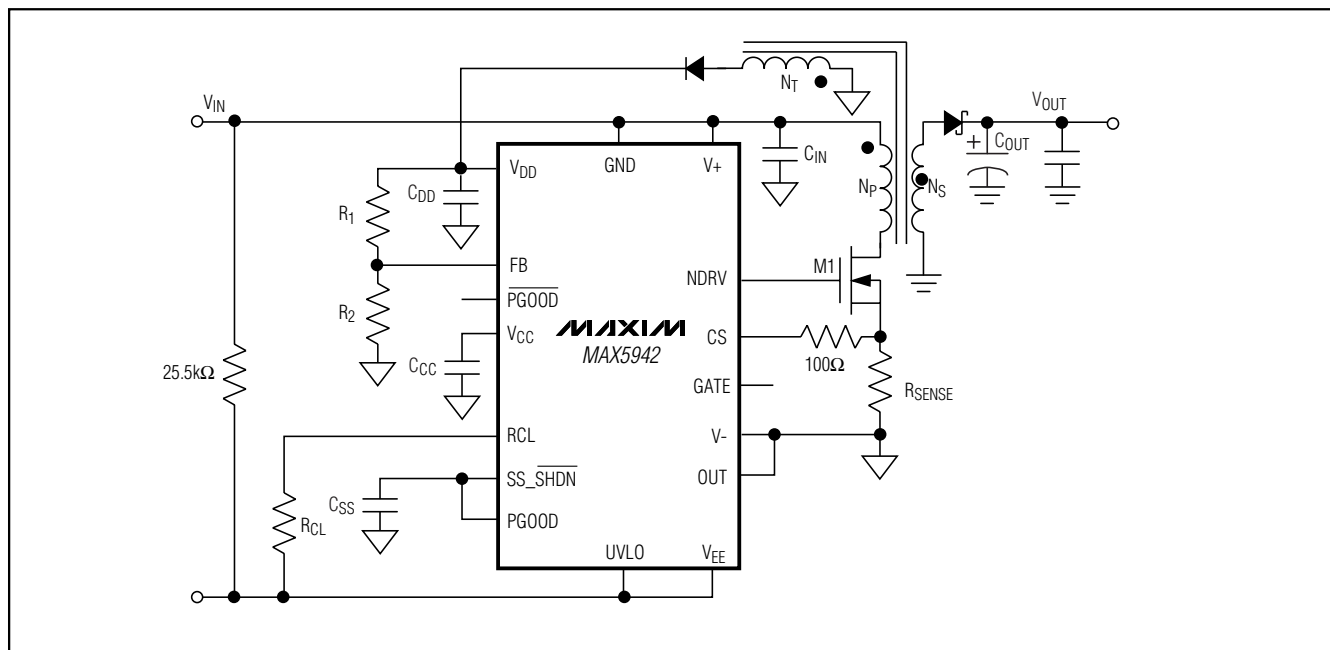 N_T
V_IN
V_OUT
V_DD
GND
V+
C_IN
+
C_OUT
C_DD
N_P
N_S
R_1
FB
NDRV
M1
PGOOD
R_2
MAXIM
V_CC
CS
MAX5942
100Ω
C_CC
25.5kΩ
GATE
R_SENSE
RCL
V-
OUT
SS_SHDN
C_SS
R_CL
PGOOD
UVLO
V_EE